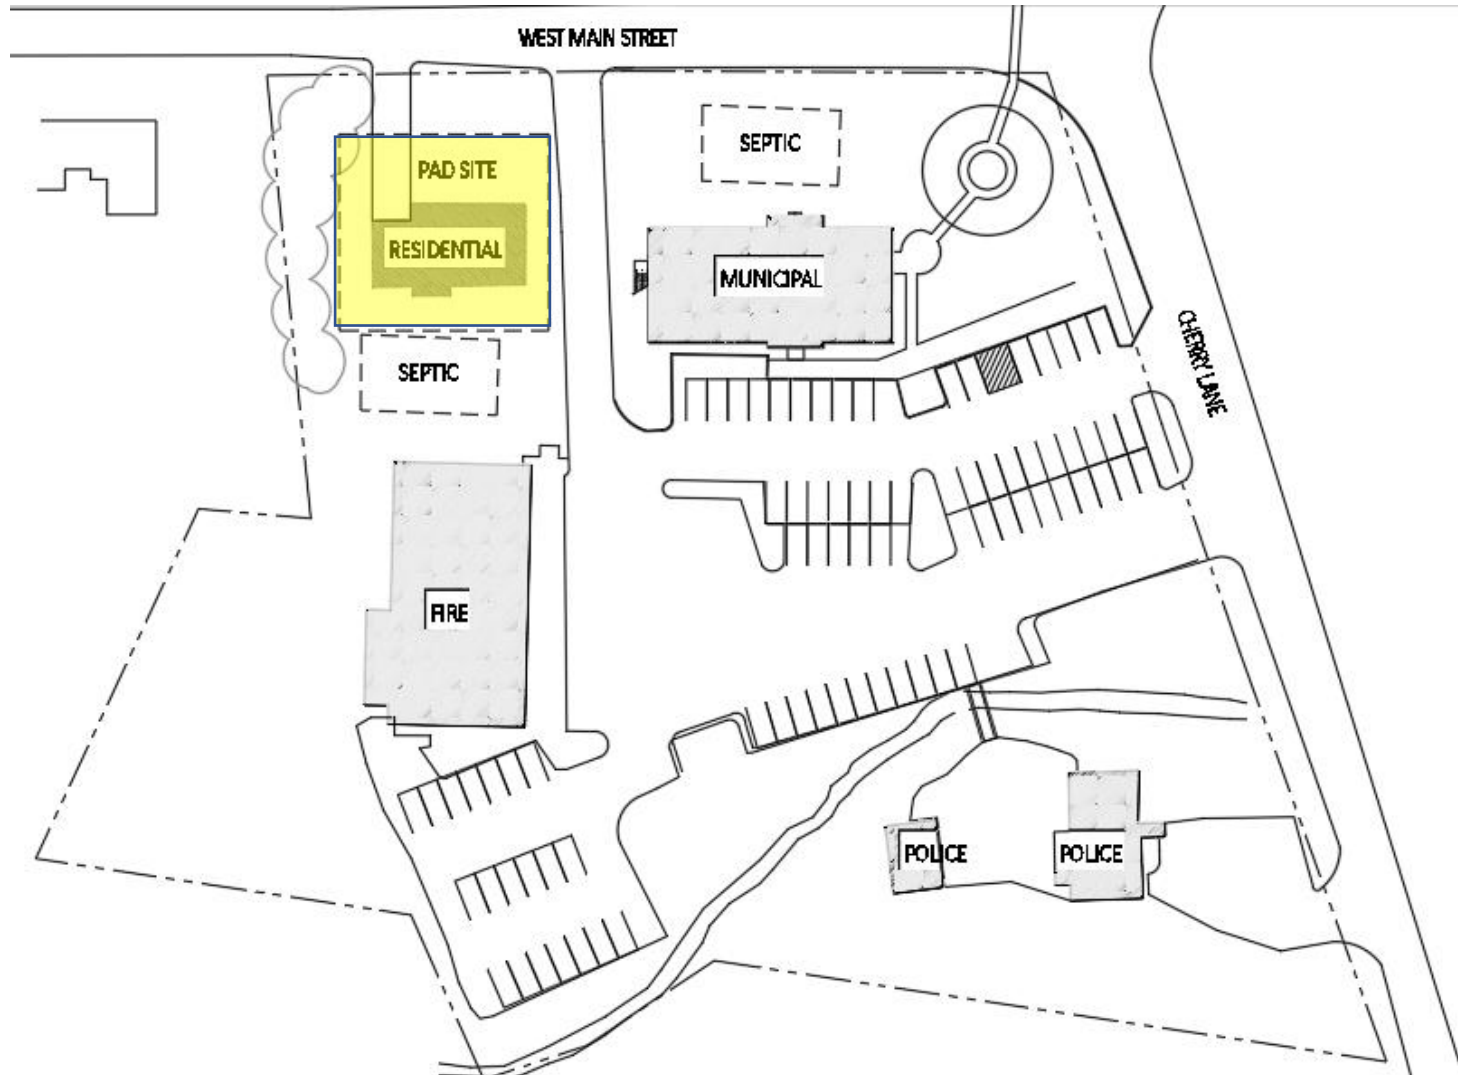 WEST MAIN STREET
SEPTIC
PAD SITE
RESIDENTIAL
MUNICIPAL
CHERRY LANE
SEPTIC
FIRE
POLICE
POLICE